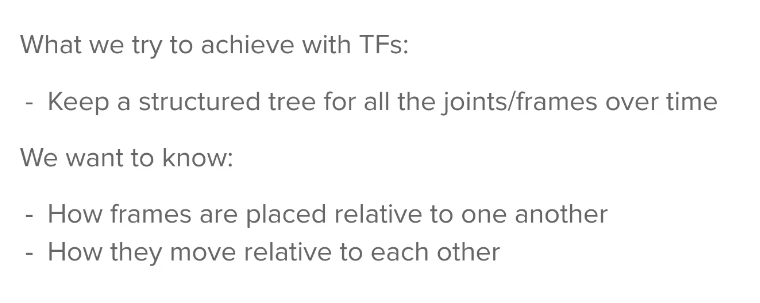 What we try to achieve with TFs:
- Keep a structured tree for all the joints/frames over time
We want to know:
- How frames are placed relative to one another
- How they move relative to each other